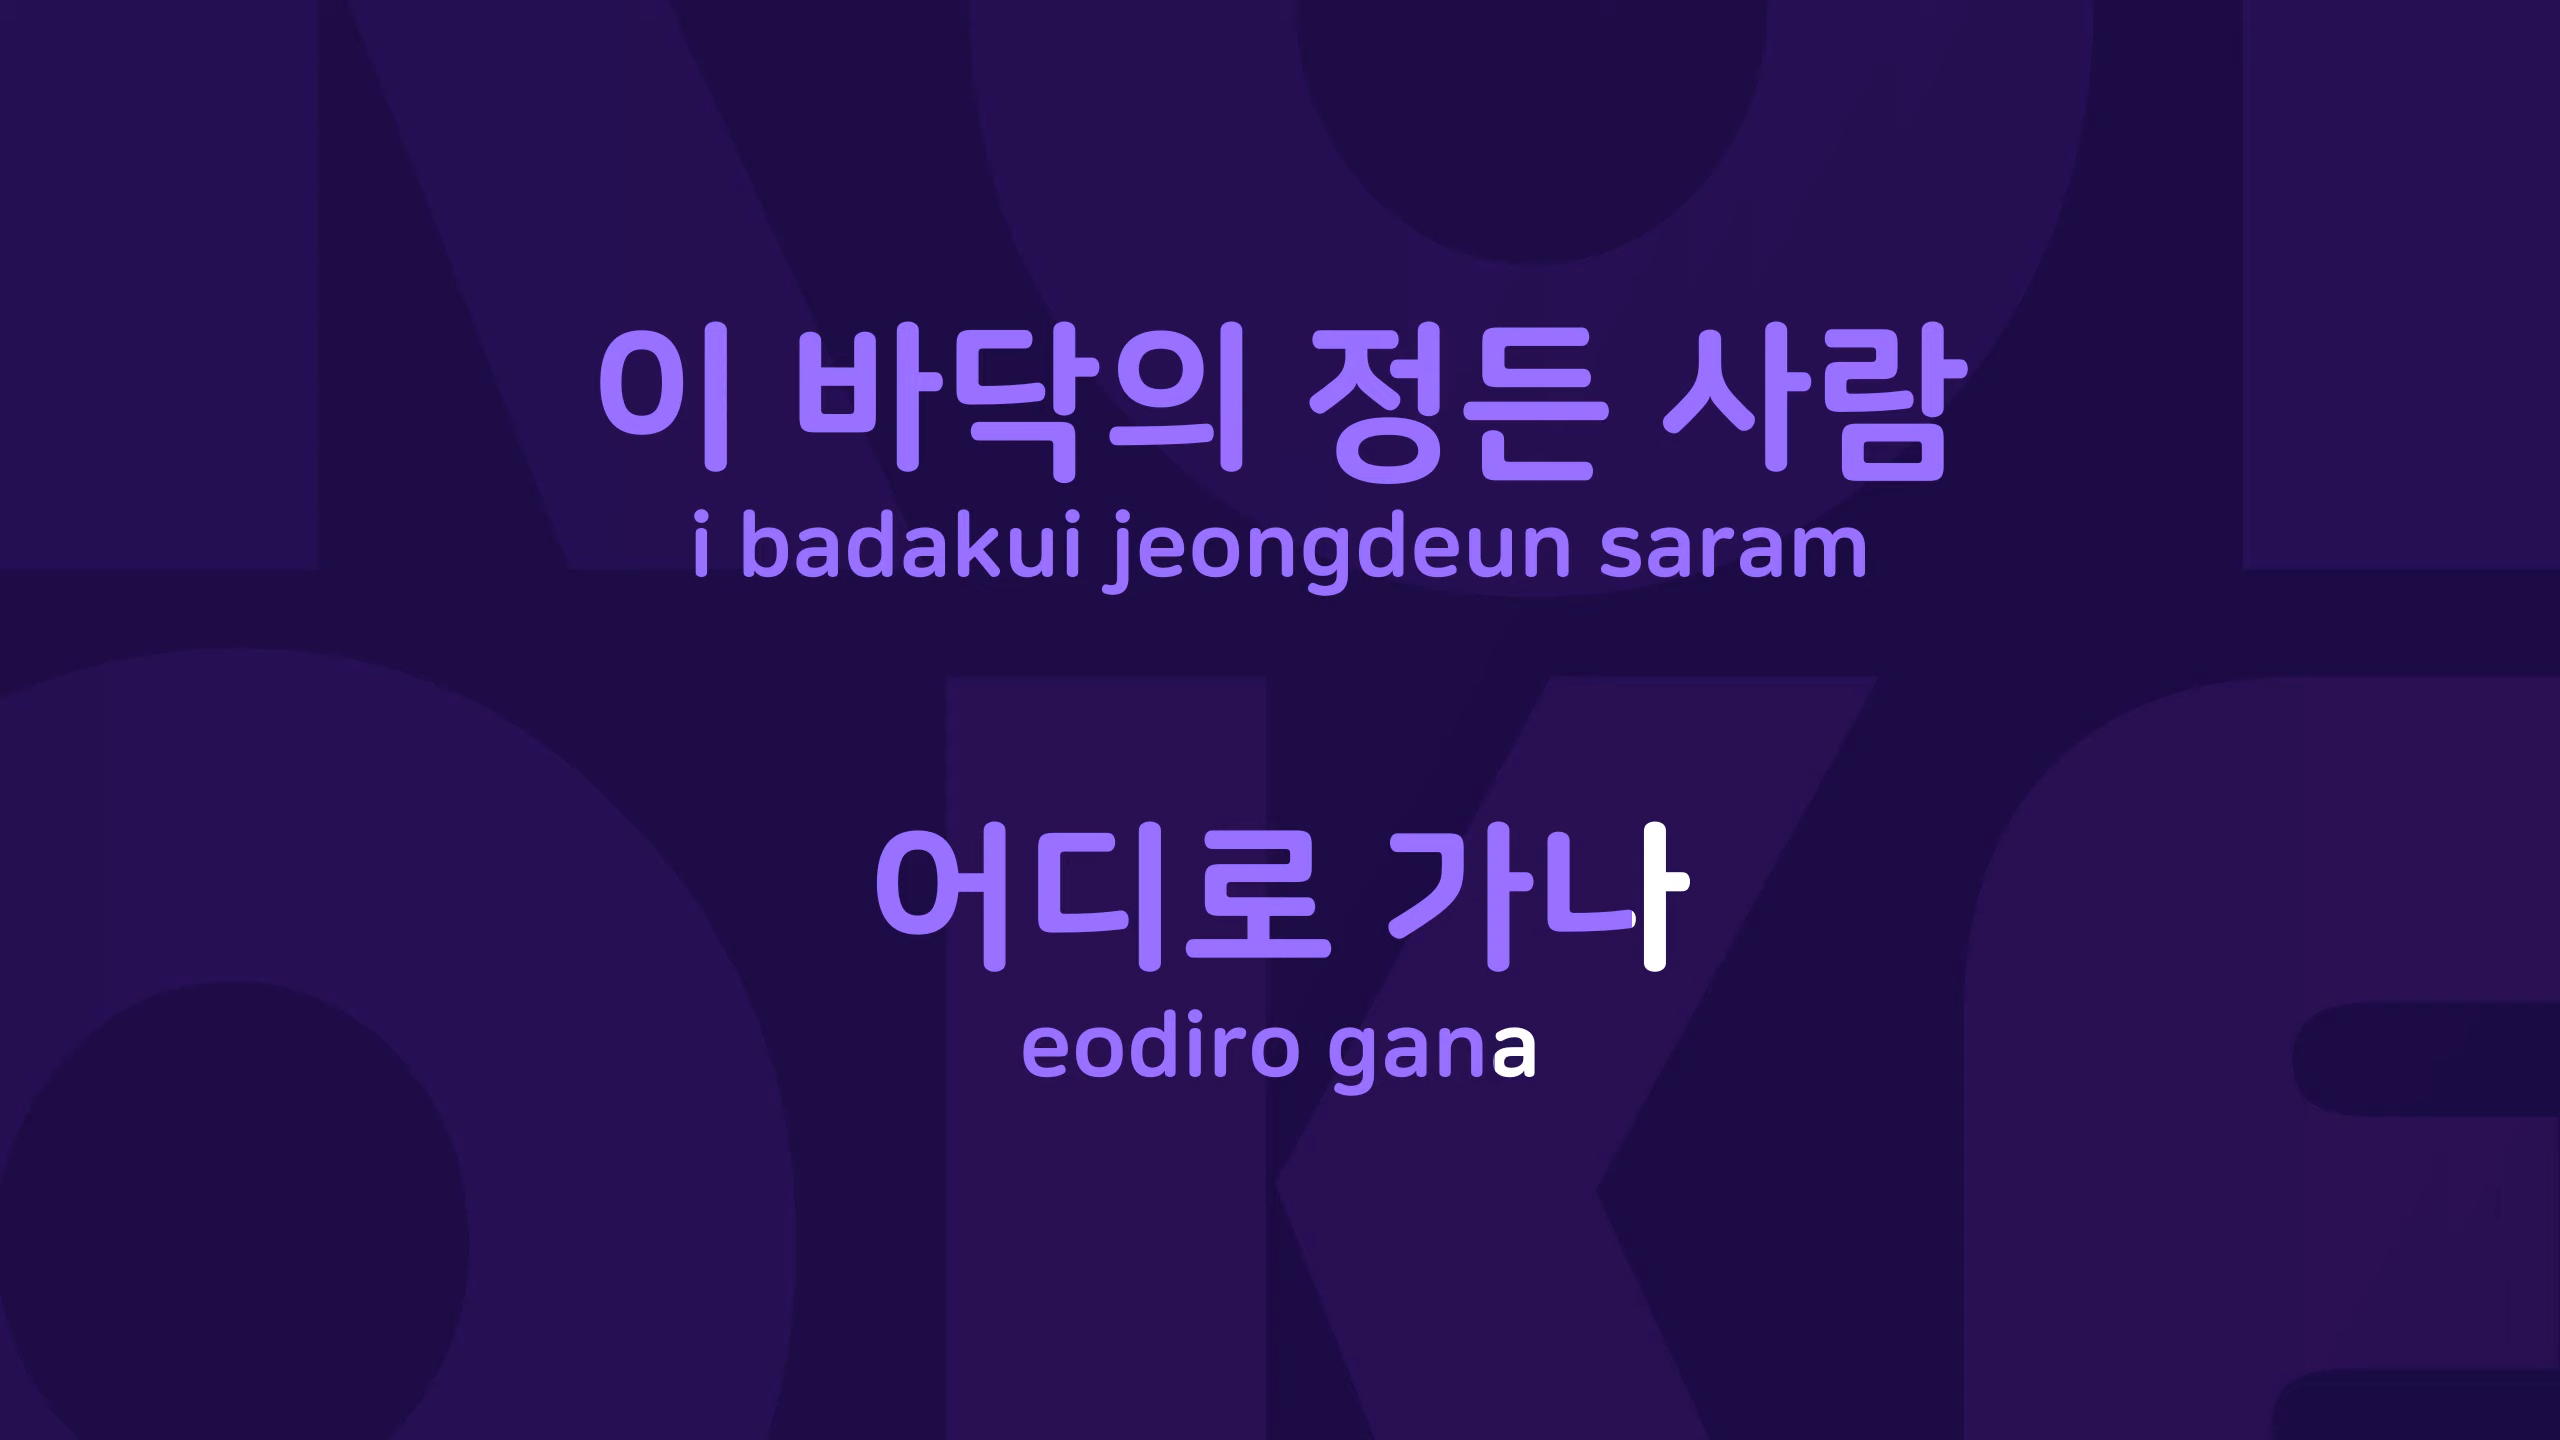 이 바닥의 정든 사람
i badakui jeongdeun saram
어디로 가나
eodiro gana